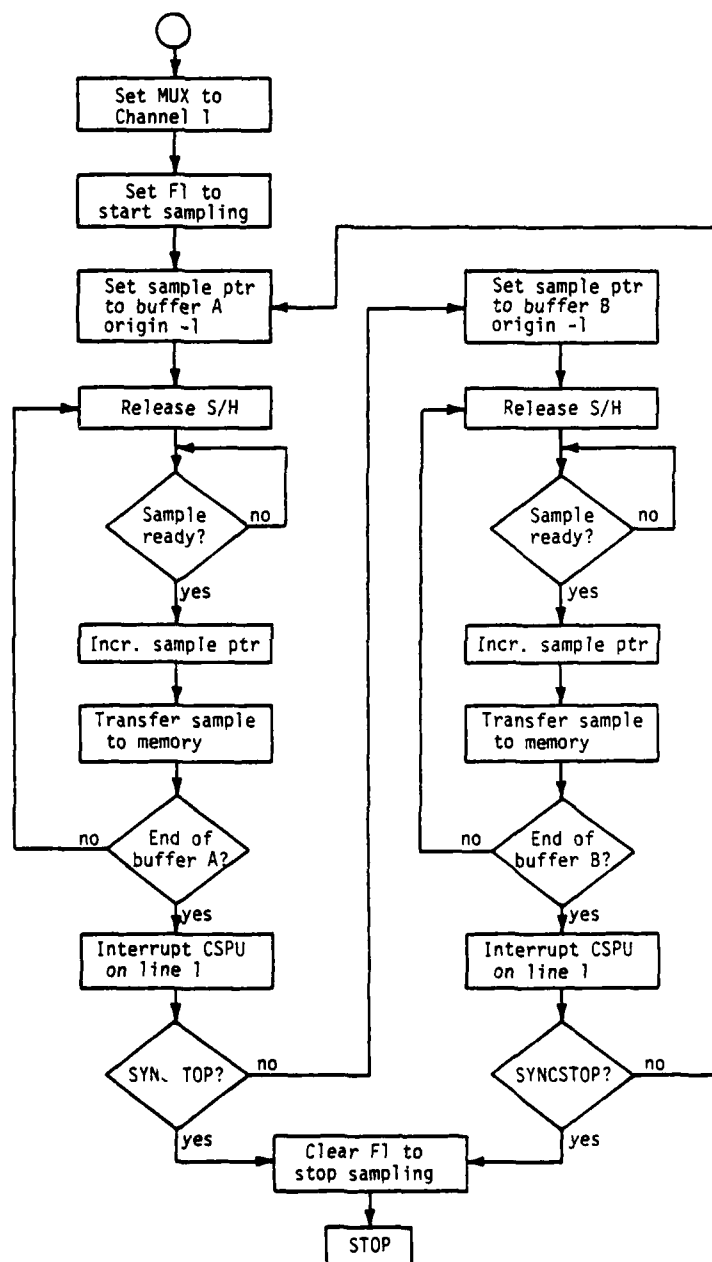 Set MUX to
Channel 1
Set F1 to
start sampling
Set sample ptr
to buffer A
origin -1
Release S/H
Sample
ready?
no
yes
Incr. sample ptr
Transfer sample
to memory
End of
buffer A?
no
yes
Interrupt CSPU
on line 1
no
yes
Set sample ptr
to buffer B
origin -1
Release S/H
Sample
ready?
no
yes
Incr. sample ptr
Transfer sample
to memory
End of
buffer B?
no
yes
Interrupt CSPU
on line 1
SYNCSTOP?
no
yes
Clear F1 to
stop sampling
STOP